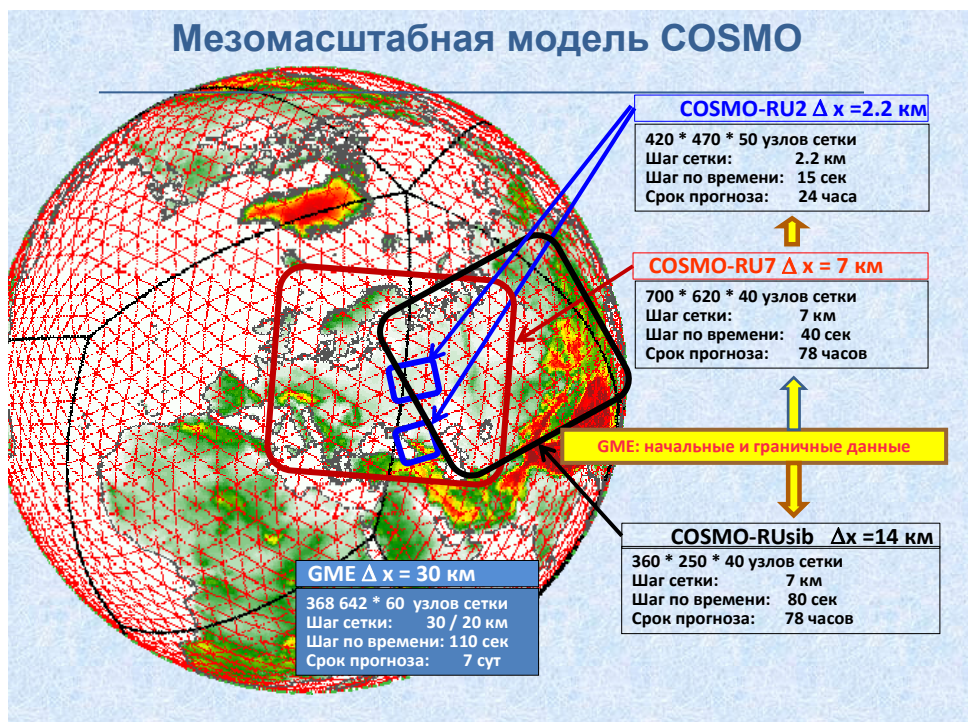 Мезомасштабная модель COSMO
COSMO-RU2 Δ x =2.2 км
420 * 470 * 50 узлов сетки
Шаг сетки: 2.2 км
Шаг по времени: 15 сек
Срок прогноза: 24 часа
COSMO-RU7 Δ x = 7 км
700 * 620 * 40 узлов сетки
Шаг сетки: 7 км
Шаг по времени: 40 сек
Срок прогноза: 78 часов
GME: начальные и граничные данные
COSMO-RUsib Δx =14 км
360 * 250 * 40 узлов сетки
Шаг сетки: 7 км
Шаг по времени: 80 сек
Срок прогноза: 78 часов
GME Δ x = 30 км
368 642 * 60 узлов сетки
Шаг сетки: 30 / 20 км
Шаг по времени: 110 сек
Срок прогноза: 7 сут